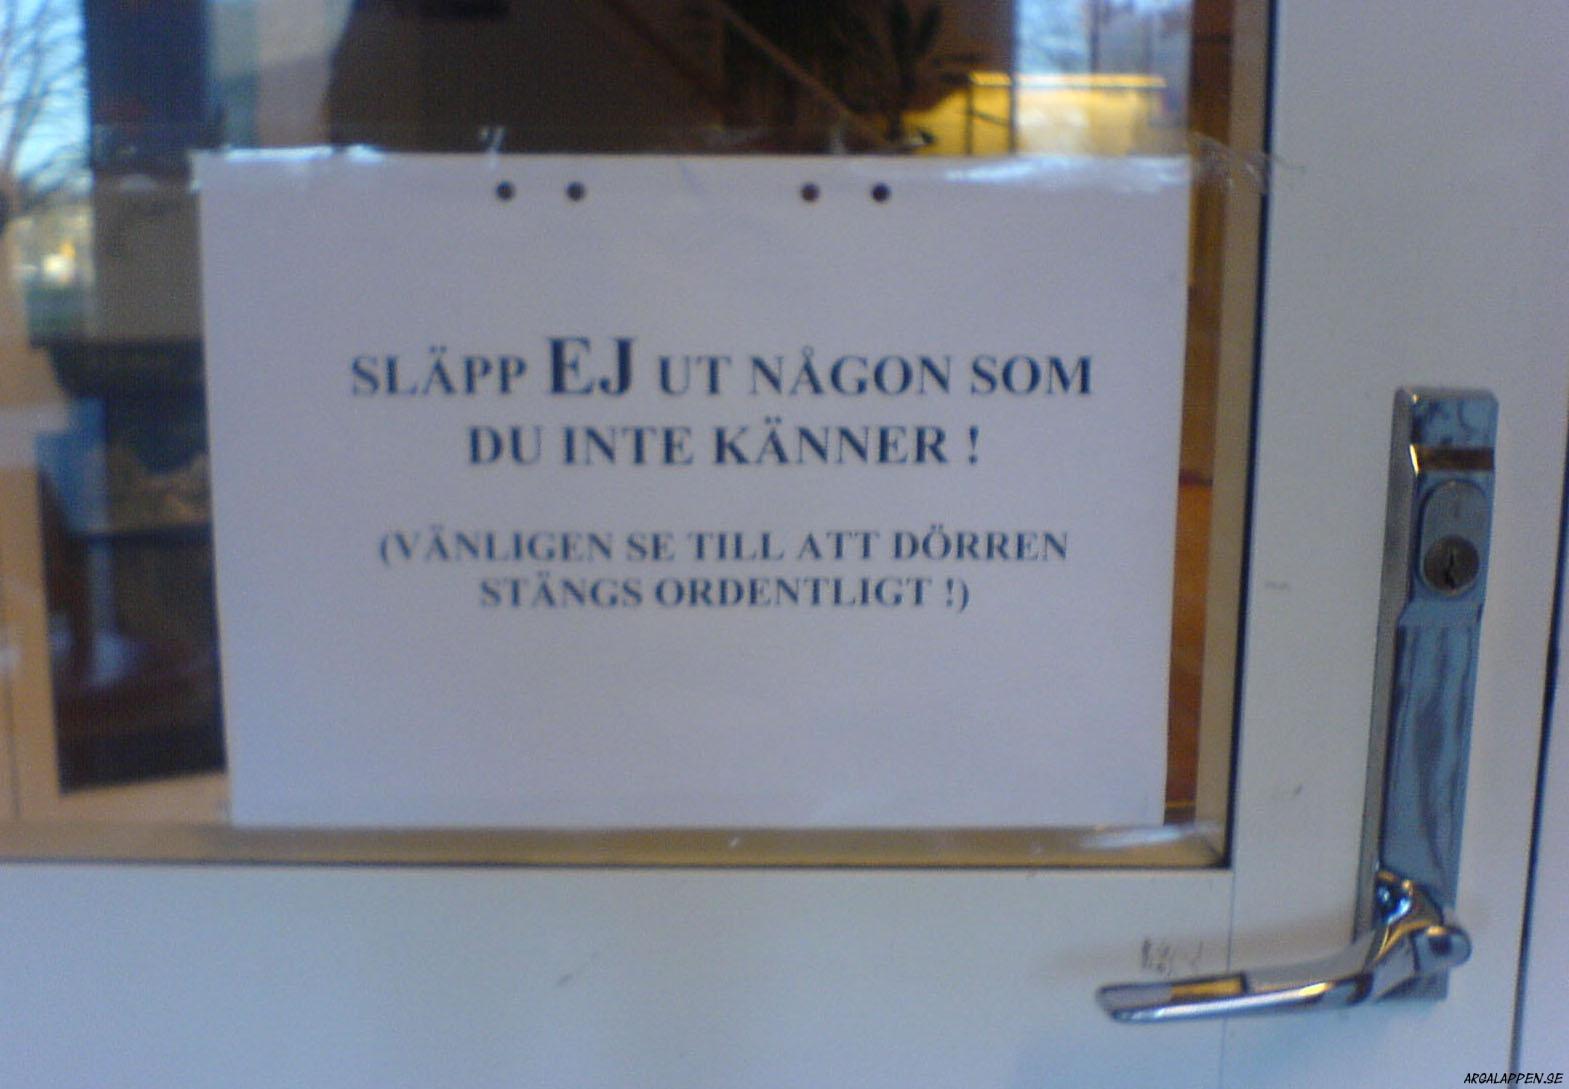 SLÄPP EJ UT NÅGON SOM
DU INTE KÄNNER !
(VÄNLIGEN SE TILL ATT DÖRREN
STÄNGS ORDENTLIGT !)
ARGALAPPEN.SE